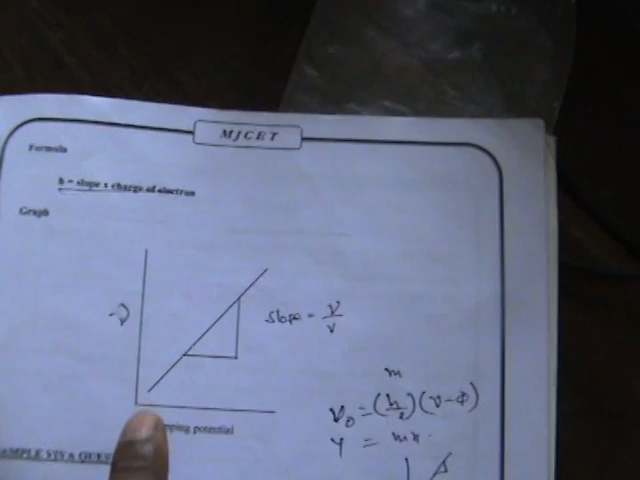 MJCET
Formula
h = slope x charge of electron
Graph
ν
slope = ν/v
m
V₀ = (h/e)(ν-Φ)
Y = mx
pping potential
AMPLE VIVA QUES